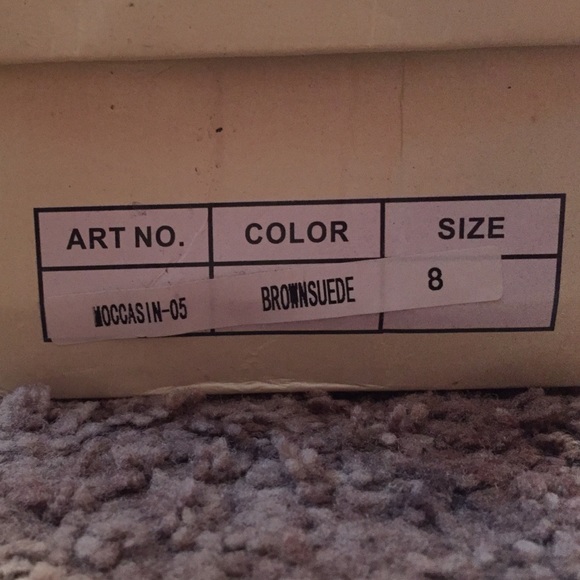 ART NO. COLOR SIZE
MOCCASIN-05 BROWNSUEDE 8